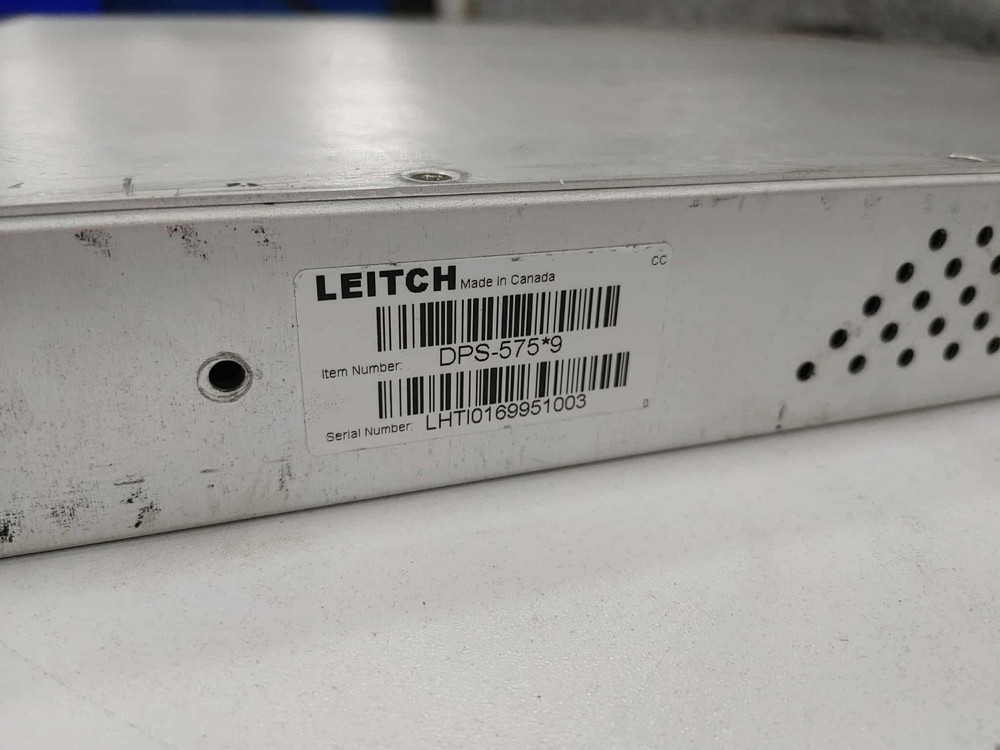 LEITCH Made in Canada CC
Item Number: DPS-575*9
Serial Number: LHTI0169951003 D